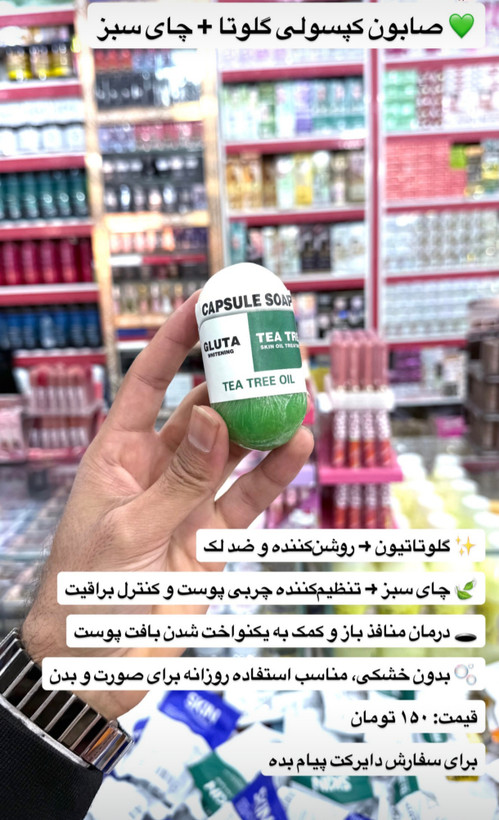 💚 صابون کپسولی گلوتا + چای سبز
CAPSULE SOAP
GLUTA
WHITENING
TEA TRE
SKIN OIL TREAT
TEA TREE OIL
✨ گلوتاتیون → روشن‌کننده و ضد لک
🌿 چای سبز → تنظیم‌کننده چربی پوست و کنترل براقیت
🕳️ درمان منافذ باز و کمک به یکنواخت شدن بافت پوست
🫧 بدون خشکی، مناسب استفاده روزانه برای صورت و بدن
قیمت: ۱۵۰ تومان
برای سفارش دایرکت پیام بده